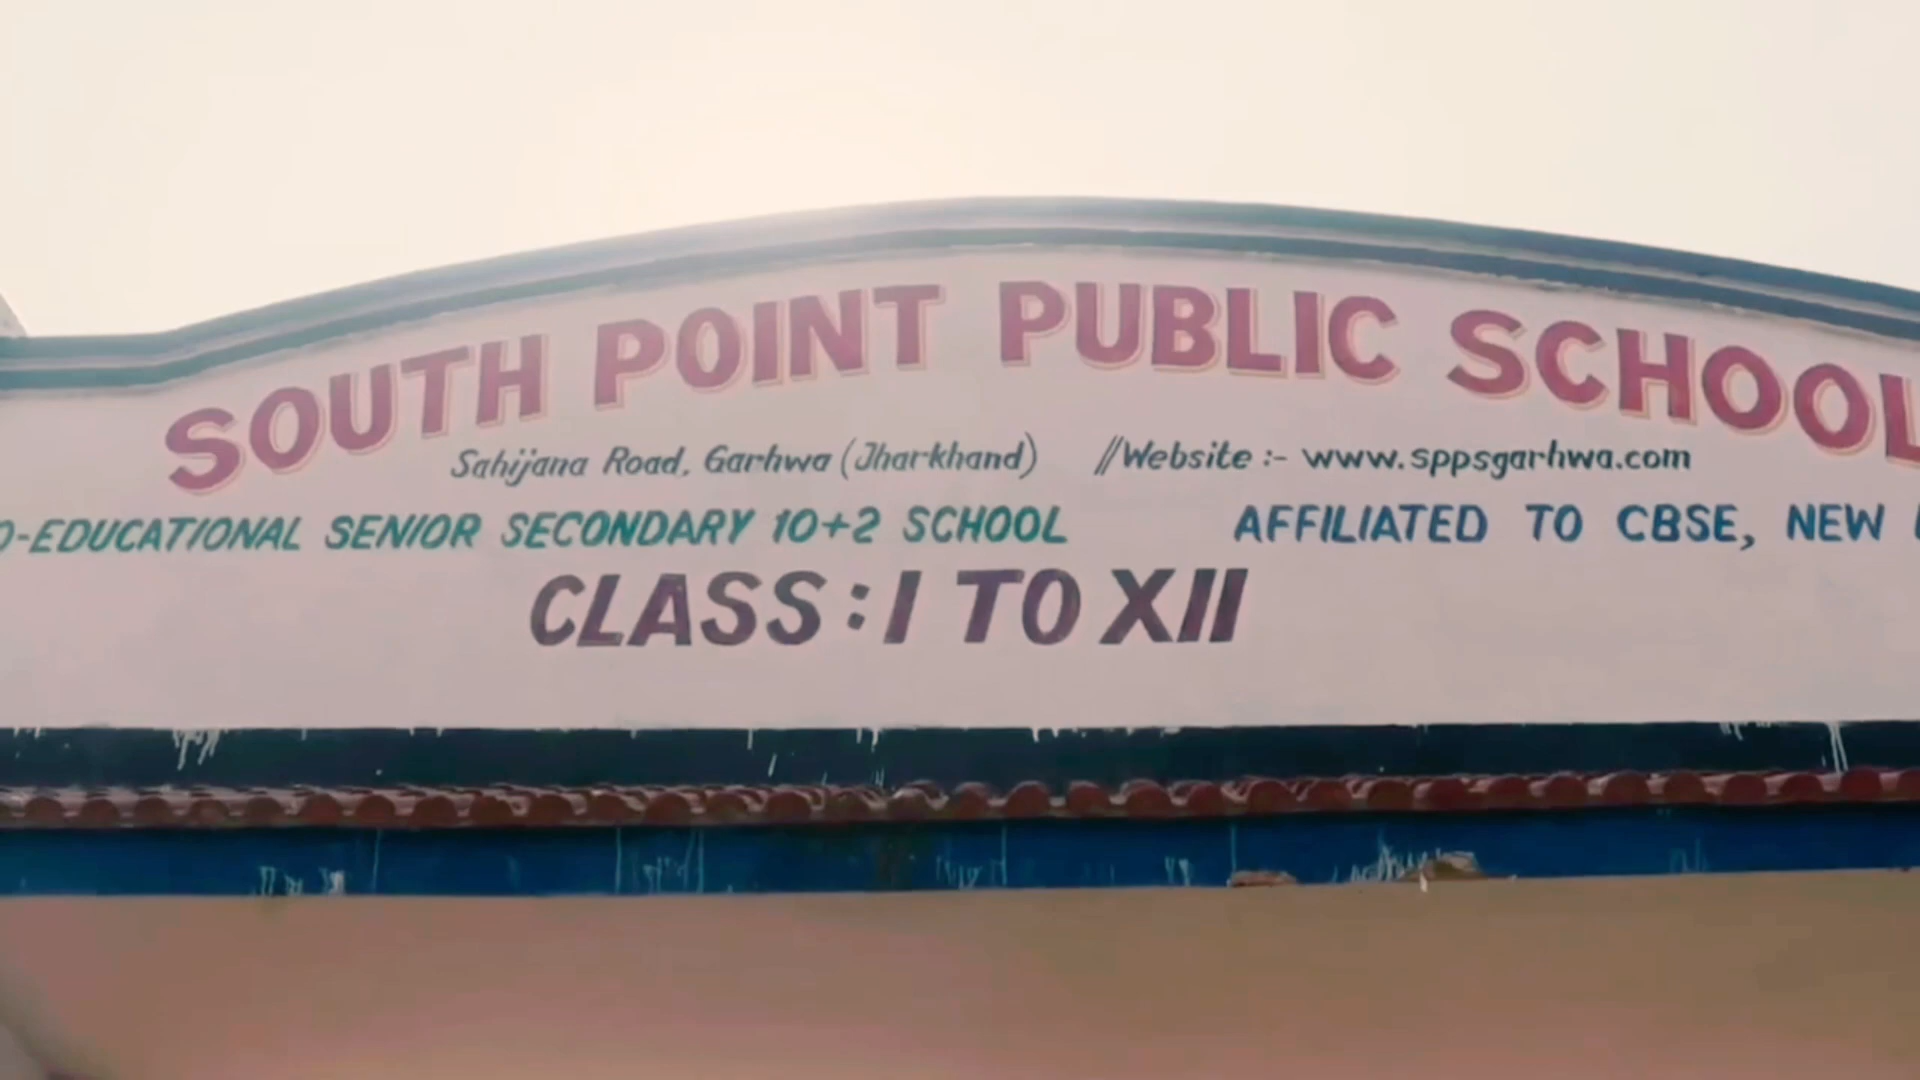 SOUTH POINT PUBLIC SCHOOL
Sahijana Road, Garhwa (Jharkhand) //Website :- www.sppsgarhwa.com
O-EDUCATIONAL SENIOR SECONDARY 10+2 SCHOOL AFFILIATED TO CBSE, NEW
CLASS : I TO XII